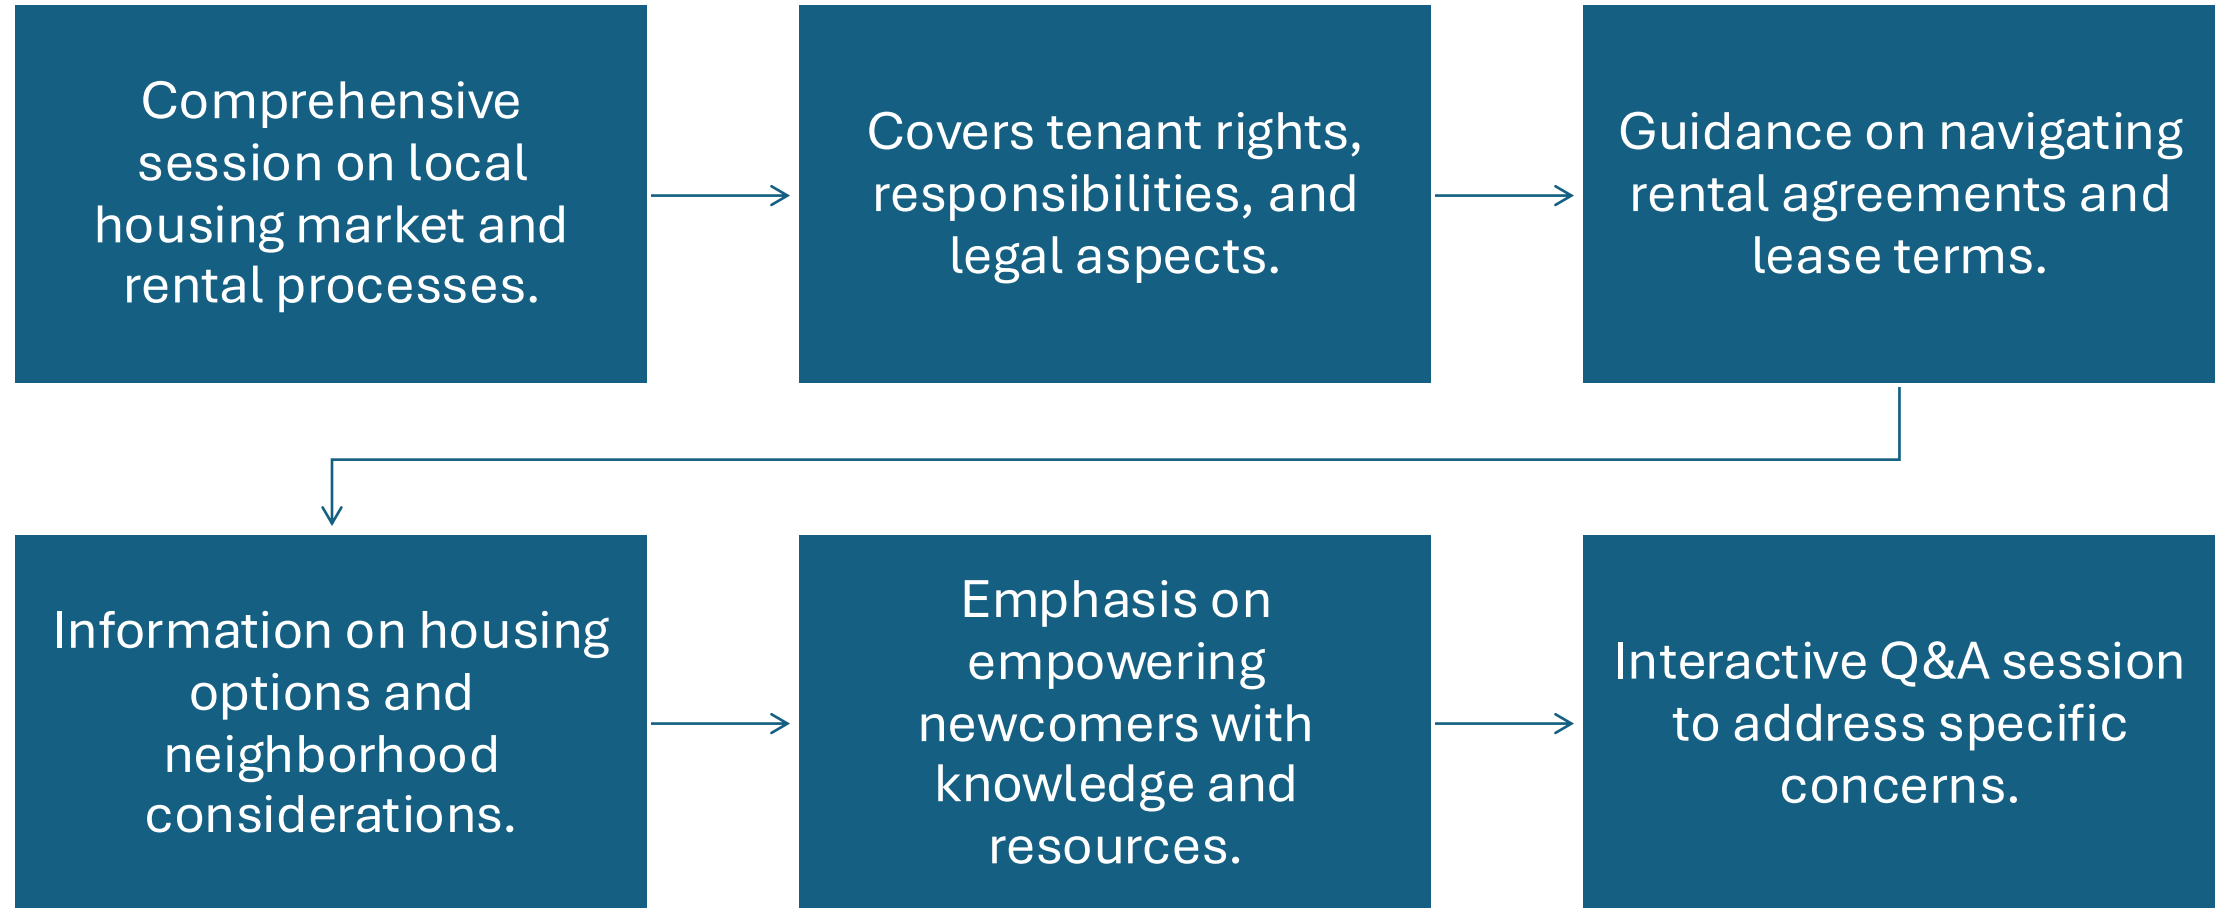 Comprehensive
session on local
housing market and
rental processes.
Covers tenant rights,
responsibilities, and
legal aspects.
Guidance on navigating
rental agreements and
lease terms.
Information on housing
options and
neighborhood
considerations.
Emphasis on
empowering
newcomers with
knowledge and
resources.
Interactive Q&A session
to address specific
concerns.